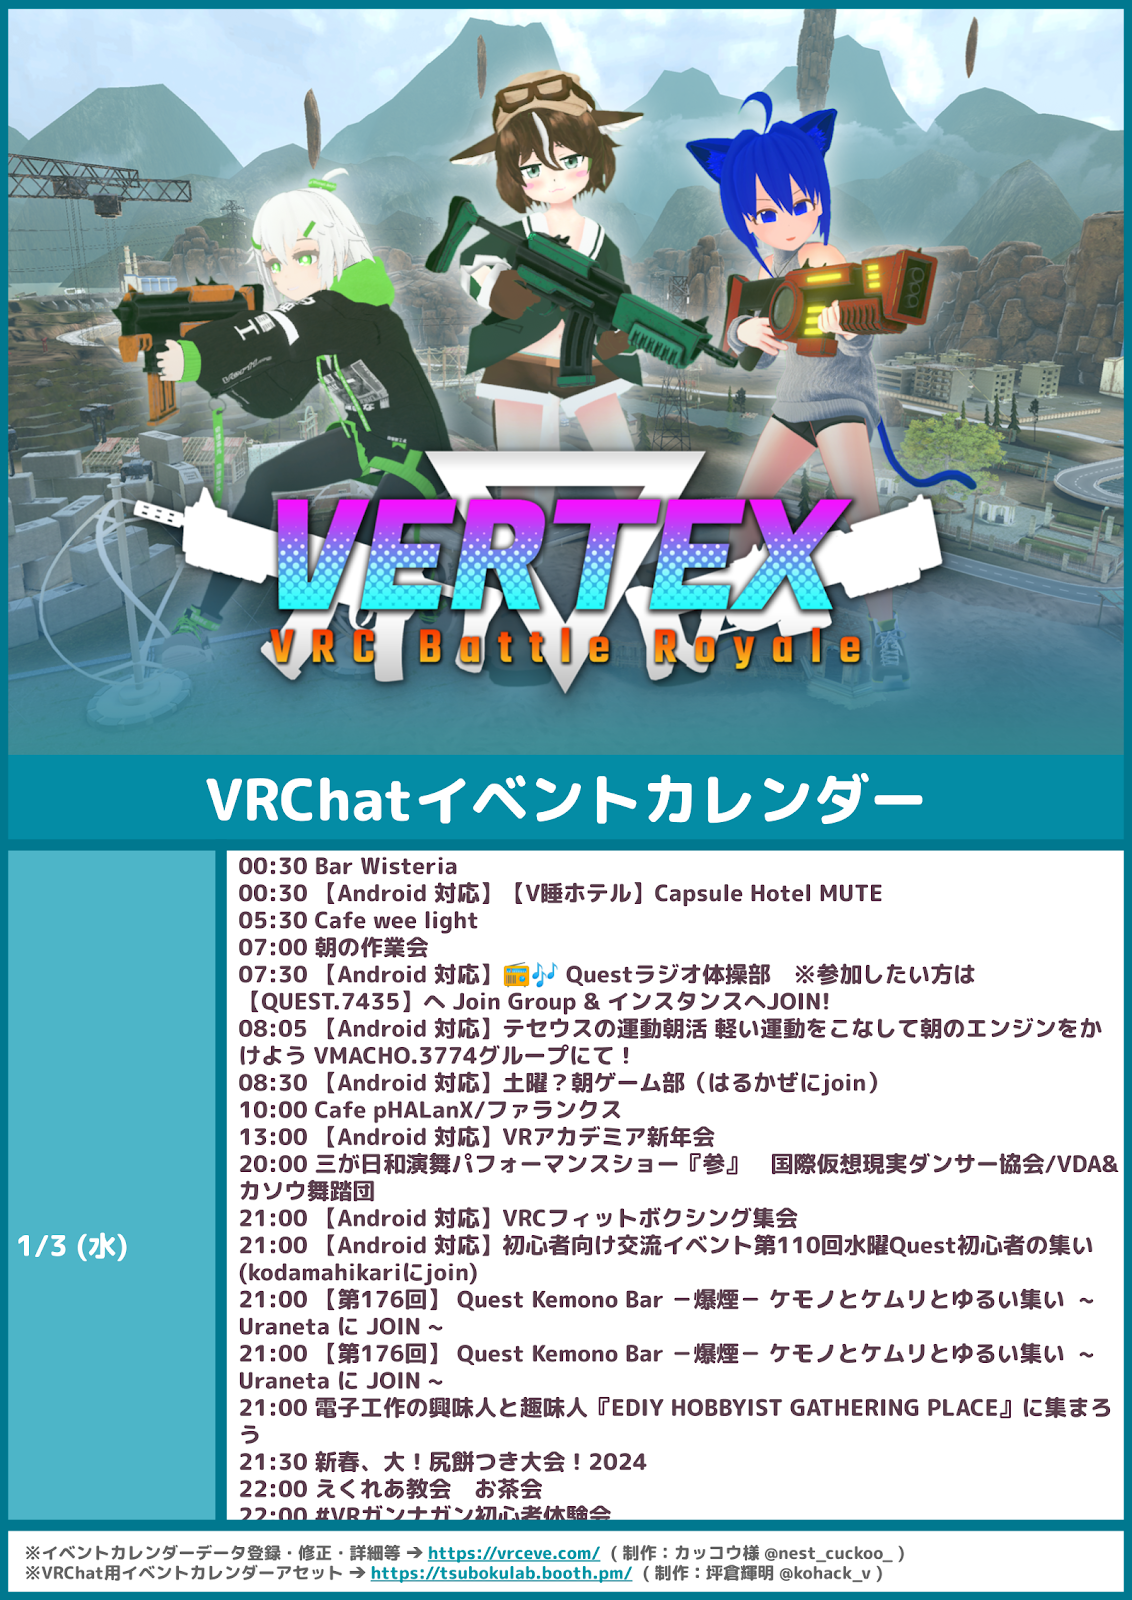 VERTEX
VRC Battle Royale
VRChatイベントカレンダー
1/3 (水)
00:30 Bar Wisteria
00:30 【Android 対応】【V睡ホテル】Capsule Hotel MUTE
05:30 Cafe wee light
07:00 朝の作業会
07:30 【Android 対応】📻🎶 Questラジオ体操部　※参加したい方は
【QUEST.7435】へ Join Group & インスタンスへJOIN!
08:05 【Android 対応】テセウスの運動朝活 軽い運動をこなして朝のエンジンをか
けよう VMACHO.3774グループにて！
08:30 【Android 対応】土曜？朝ゲーム部（はるかぜにjoin）
10:00 Cafe pHALanX/ファランクス
13:00 【Android 対応】VRアカデミア新年会
20:00 三が日和演舞パフォーマンスショー『参』　国際仮想現実ダンサー協会/VDA&
カソウ舞踏団
21:00 【Android 対応】VRCフィットボクシング集会
21:00 【Android 対応】初心者向け交流イベント第110回水曜Quest初心者の集い
(kodamahikariにjoin)
21:00 【第176回】 Quest Kemono Bar －爆煙－ ケモノとケムリとゆるい集い ～
Uraneta に JOIN ～
21:00 【第176回】 Quest Kemono Bar －爆煙－ ケモノとケムリとゆるい集い ～
Uraneta に JOIN ～
21:00 電子工作の興味人と趣味人『EDIY HOBBYIST GATHERING PLACE』に集まろ
う
21:30 新春、大！尻餅つき大会！2024
22:00 えくれあ教会　お茶会
22:00 #VRガンナガン初心者体験会
※イベントカレンダーデータ登録・修正・詳細等 ➔ https://vrceve.com/ ( 制作：カッコウ様 @nest_cuckoo_ )
※VRChat用イベントカレンダーアセット ➔ https://tsubokulab.booth.pm/ ( 制作：坪倉輝明 @kohack_v )